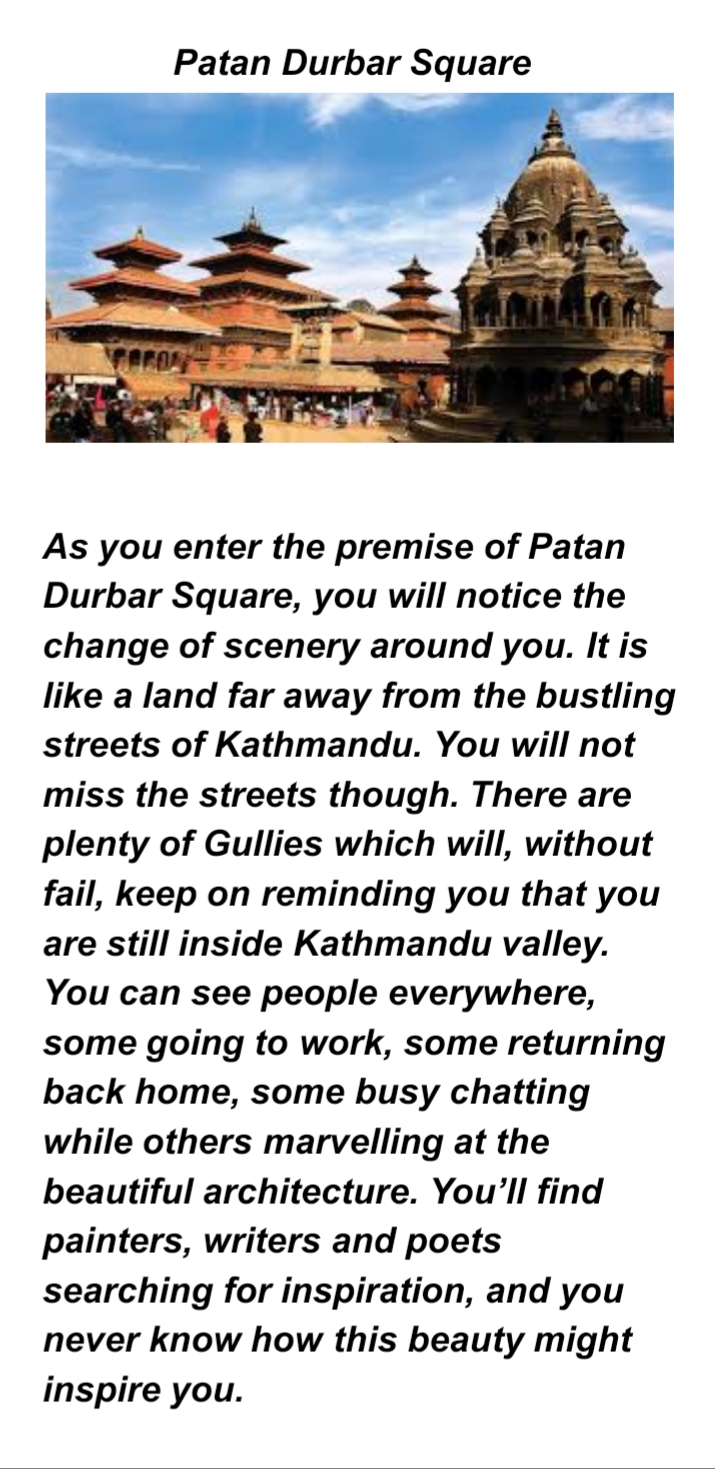 Patan Durbar Square
As you enter the premise of Patan
Durbar Square, you will notice the
change of scenery around you. It is
like a land far away from the bustling
streets of Kathmandu. You will not
miss the streets though. There are
plenty of Gullies which will, without
fail, keep on reminding you that you
are still inside Kathmandu valley.
You can see people everywhere,
some going to work, some returning
back home, some busy chatting
while others marvelling at the
beautiful architecture. You’ll find
painters, writers and poets
searching for inspiration, and you
never know how this beauty might
inspire you.